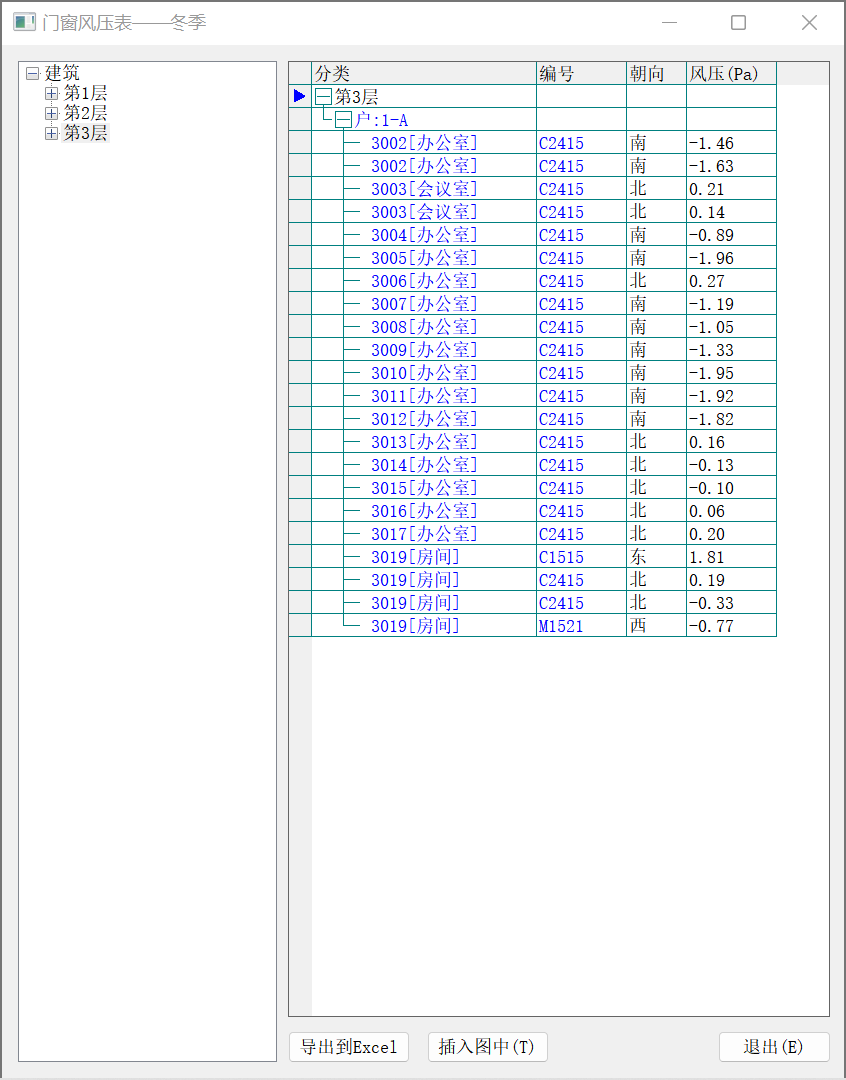 门窗风压表——冬季
建筑
第1层
第2层
第3层
分类 编号 朝向 风压(Pa)
第3层
户:1-A
3002[办公室] C2415 南 -1.46
3002[办公室] C2415 南 -1.63
3003[会议室] C2415 北 0.21
3003[会议室] C2415 北 0.14
3004[办公室] C2415 南 -0.89
3005[办公室] C2415 南 -1.96
3006[办公室] C2415 北 0.27
3007[办公室] C2415 南 -1.19
3008[办公室] C2415 南 -1.05
3009[办公室] C2415 南 -1.33
3010[办公室] C2415 南 -1.95
3011[办公室] C2415 南 -1.92
3012[办公室] C2415 南 -1.82
3013[办公室] C2415 北 0.16
3014[办公室] C2415 北 -0.13
3015[办公室] C2415 北 -0.10
3016[办公室] C2415 北 0.06
3017[办公室] C2415 北 0.20
3019[房间] C1515 东 1.81
3019[房间] C2415 北 0.19
3019[房间] C2415 北 -0.33
3019[房间] M1521 西 -0.77
导出到Excel 插入图中(T) 退出(E)